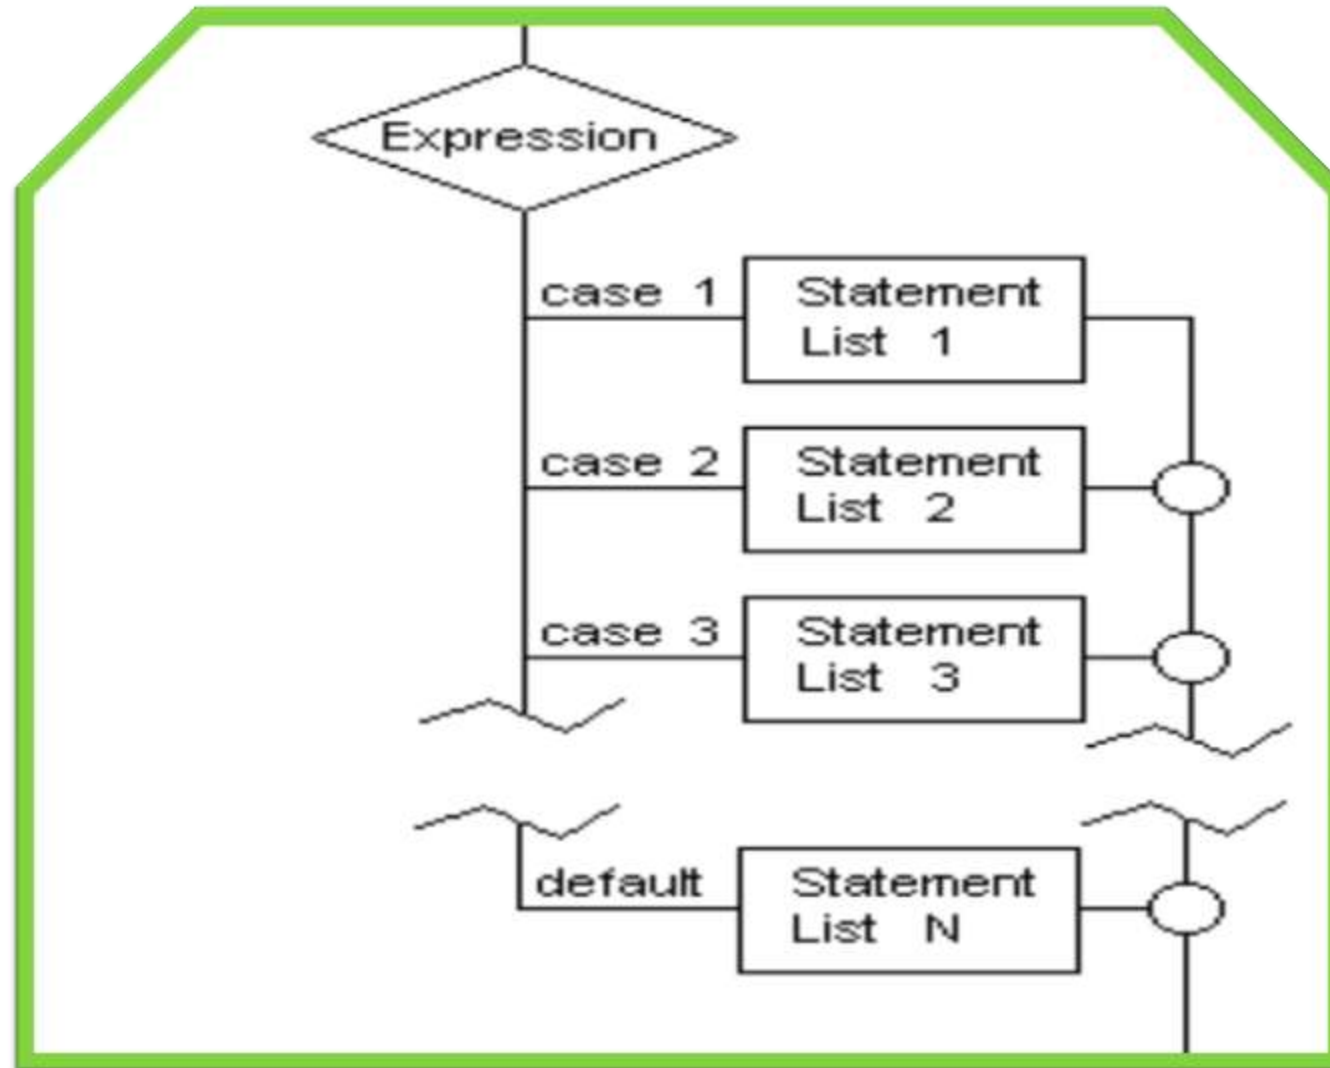 Expression
case 1
Statement
List 1
case 2
Statement
List 2
case 3
Statement
List 3
default
Statement
List N